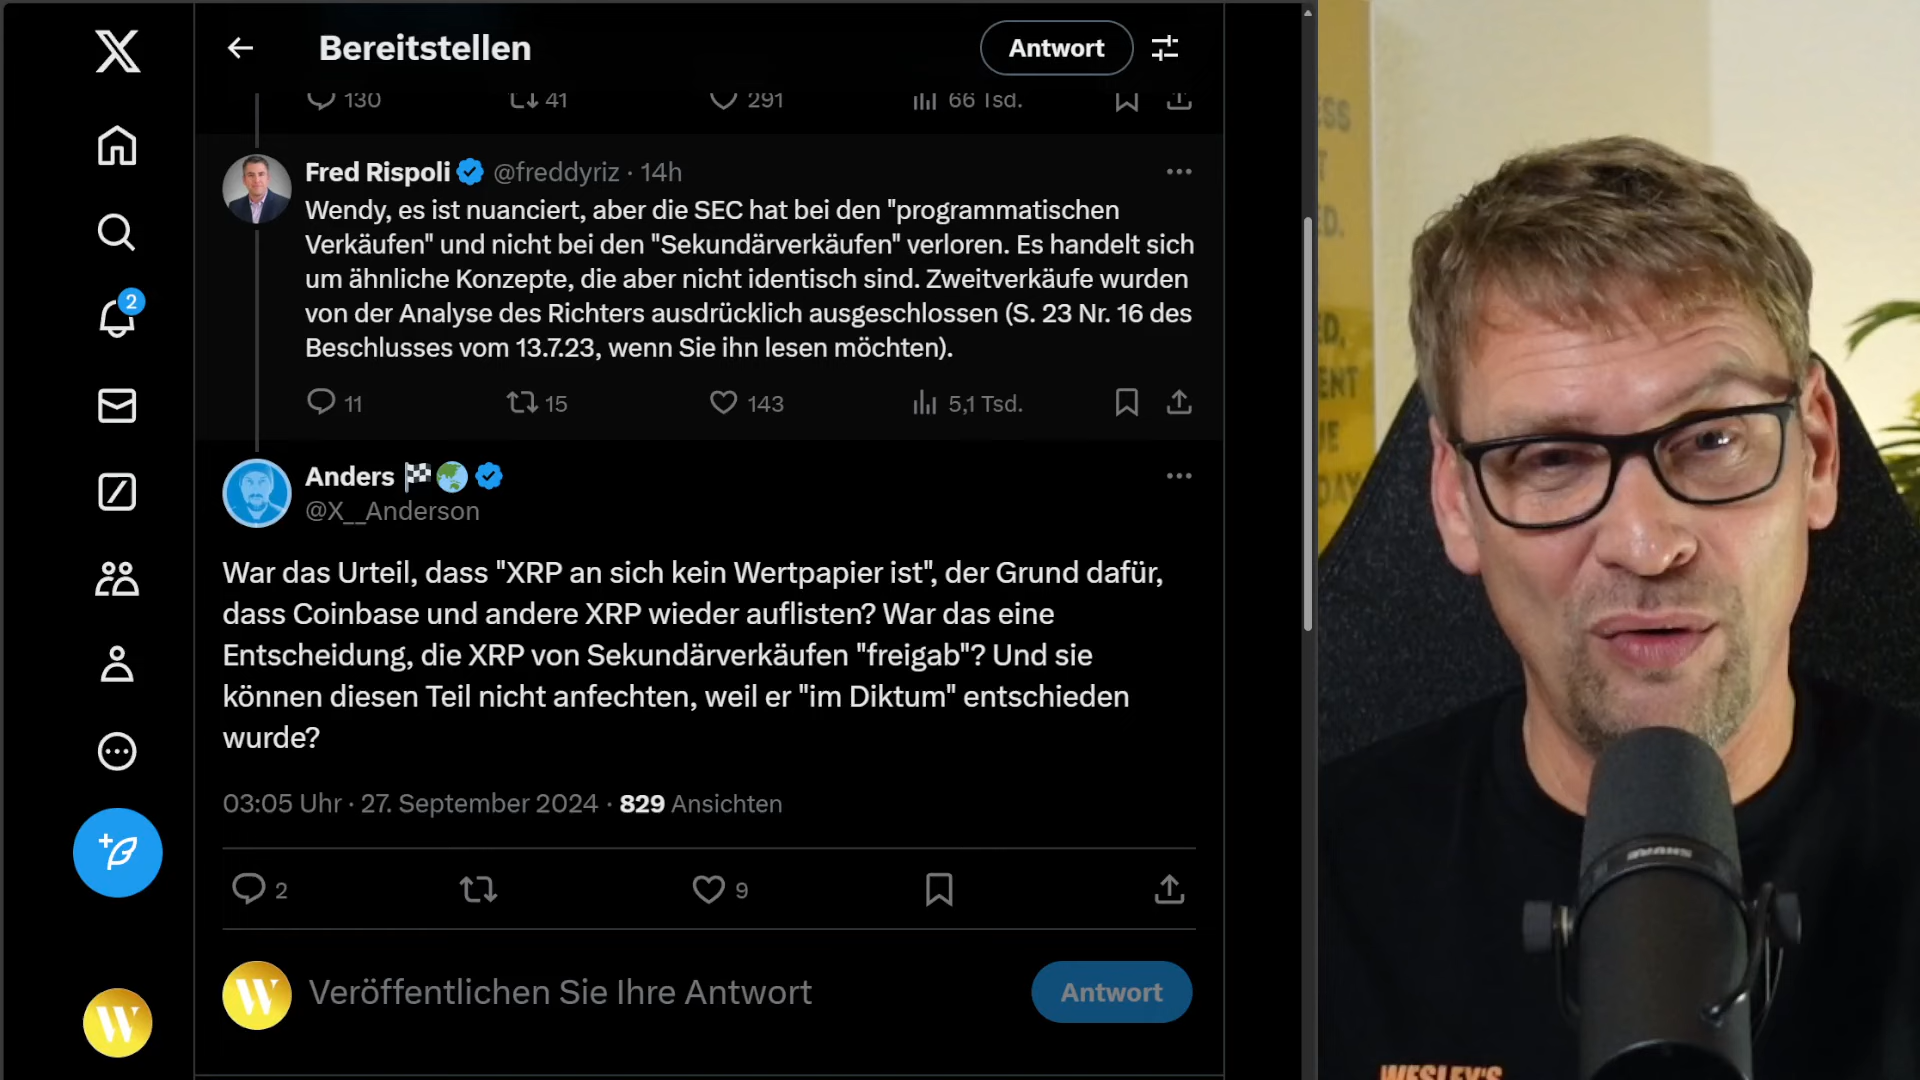 Bereitstellen
Antwort
130
41
291
66 Tsd.
Fred Rispoli @freddyriz · 14h
Wendy, es ist nuanciert, aber die SEC hat bei den "programmatischen
Verkäufen" und nicht bei den "Sekundärverkäufen" verloren. Es handelt sich
um ähnliche Konzepte, die aber nicht identisch sind. Zweitverkäufe wurden
von der Analyse des Richters ausdrücklich ausgeschlossen (S. 23 Nr. 16 des
Beschlusses vom 13.7.23, wenn Sie ihn lesen möchten).
11
15
143
5,1 Tsd.
2
Anders
@X__Anderson
War das Urteil, dass "XRP an sich kein Wertpapier ist", der Grund dafür,
dass Coinbase und andere XRP wieder auflisten? War das eine
Entscheidung, die XRP von Sekundärverkäufen "freigab"? Und sie
können diesen Teil nicht anfechten, weil er "im Diktum" entschieden
wurde?
03:05 Uhr · 27. September 2024 · 829 Ansichten
2
9
W
W
Veröffentlichen Sie Ihre Antwort
Antwort
SHURE
WESLEY'S